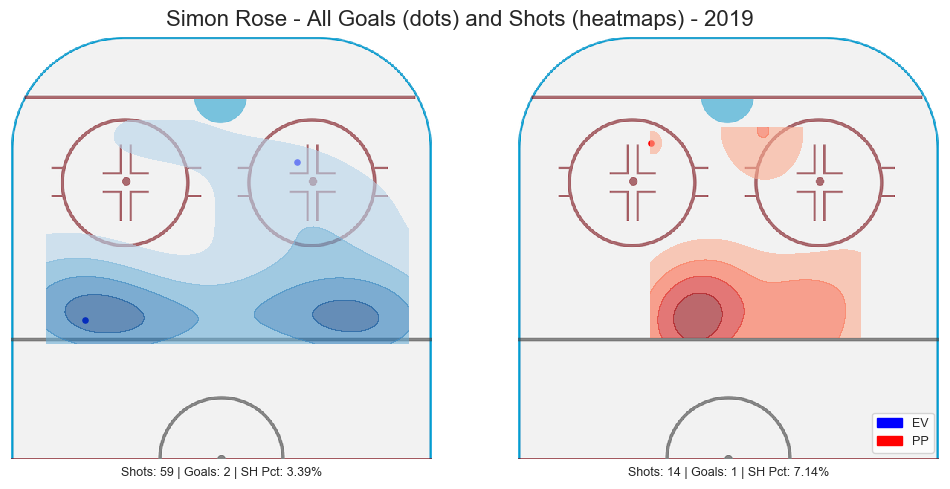 Simon Rose - All Goals (dots) and Shots (heatmaps) - 2019
EV
PP
Shots: 59 | Goals: 2 | SH Pct: 3.39%
Shots: 14 | Goals: 1 | SH Pct: 7.14%